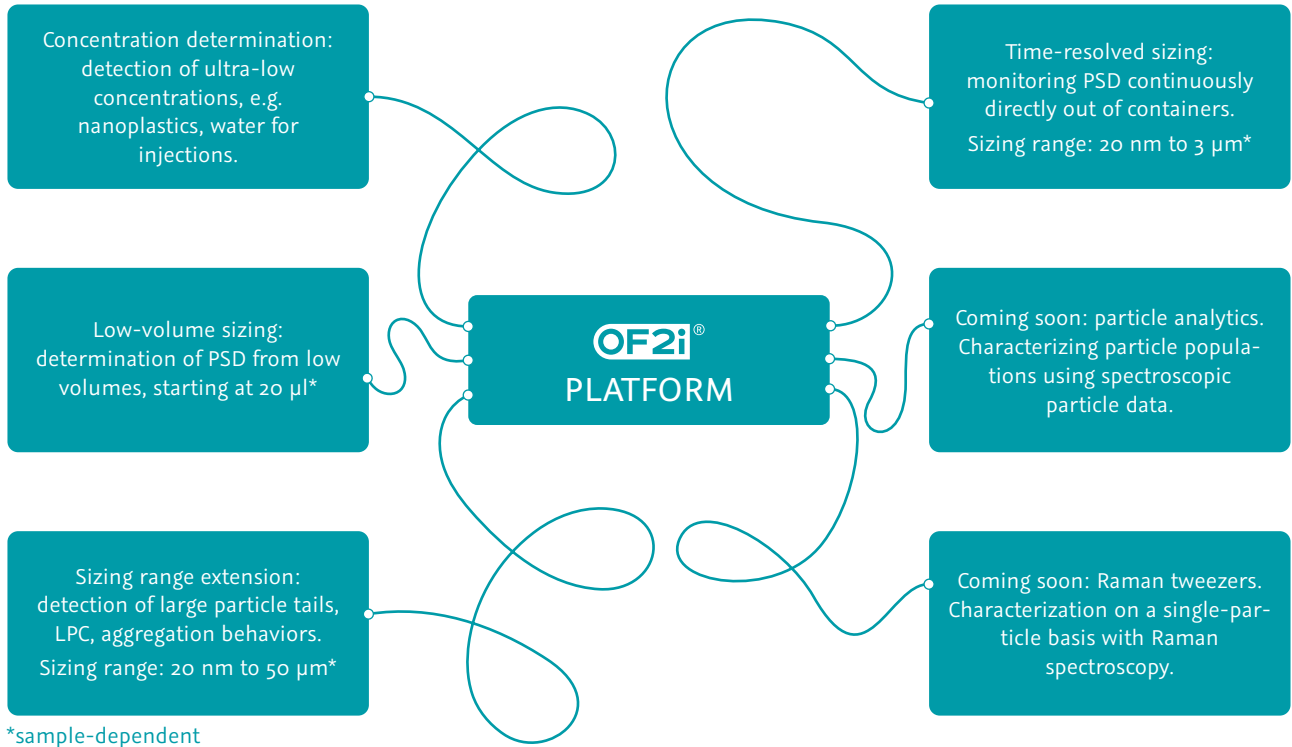 Concentration determination:
detection of ultra-low
concentrations, e.g.
nanoplastics, water for
injections.
Time-resolved sizing:
monitoring PSD continuously
directly out of containers.
Sizing range: 20 nm to 3 µm*
Low-volume sizing:
determination of PSD from low
volumes, starting at 20 µl*
OF2i®
PLATFORM
Coming soon: particle analytics.
Characterizing particle popula-
tions using spectroscopic
particle data.
Sizing range extension:
detection of large particle tails,
LPC, aggregation behaviors.
Sizing range: 20 nm to 50 µm*
Coming soon: Raman tweezers.
Characterization on a single-par-
ticle basis with Raman
spectroscopy.
*sample-dependent